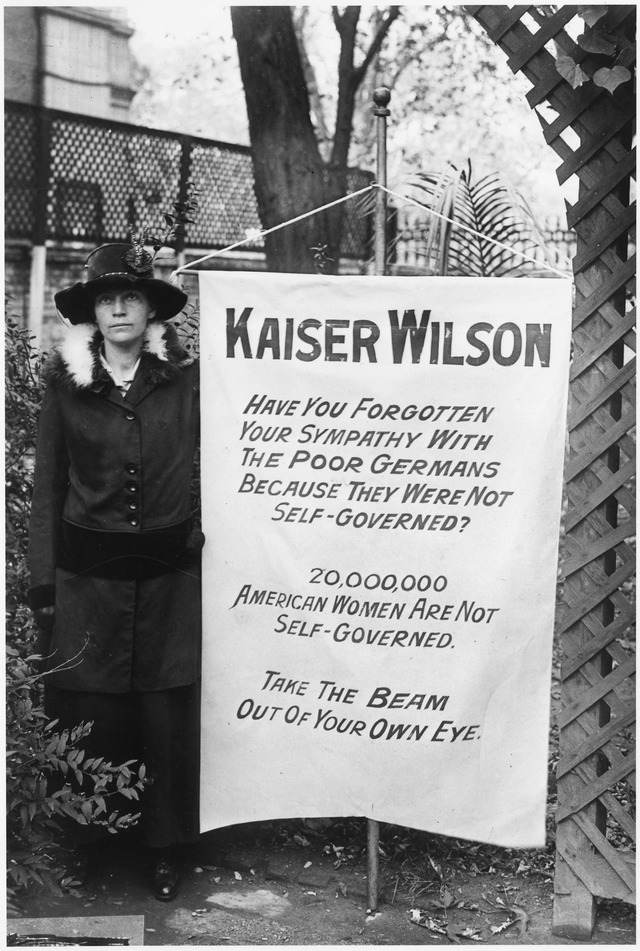 KAISER WILSON
HAVE YOU FORGOTTEN
YOUR SYMPATHY WITH
THE POOR GERMANS
BECAUSE THEY WERE NOT
SELF-GOVERNED?
20,000,000
AMERICAN WOMEN ARE NOT
SELF-GOVERNED.
TAKE THE BEAM
OUT OF YOUR OWN EYE.